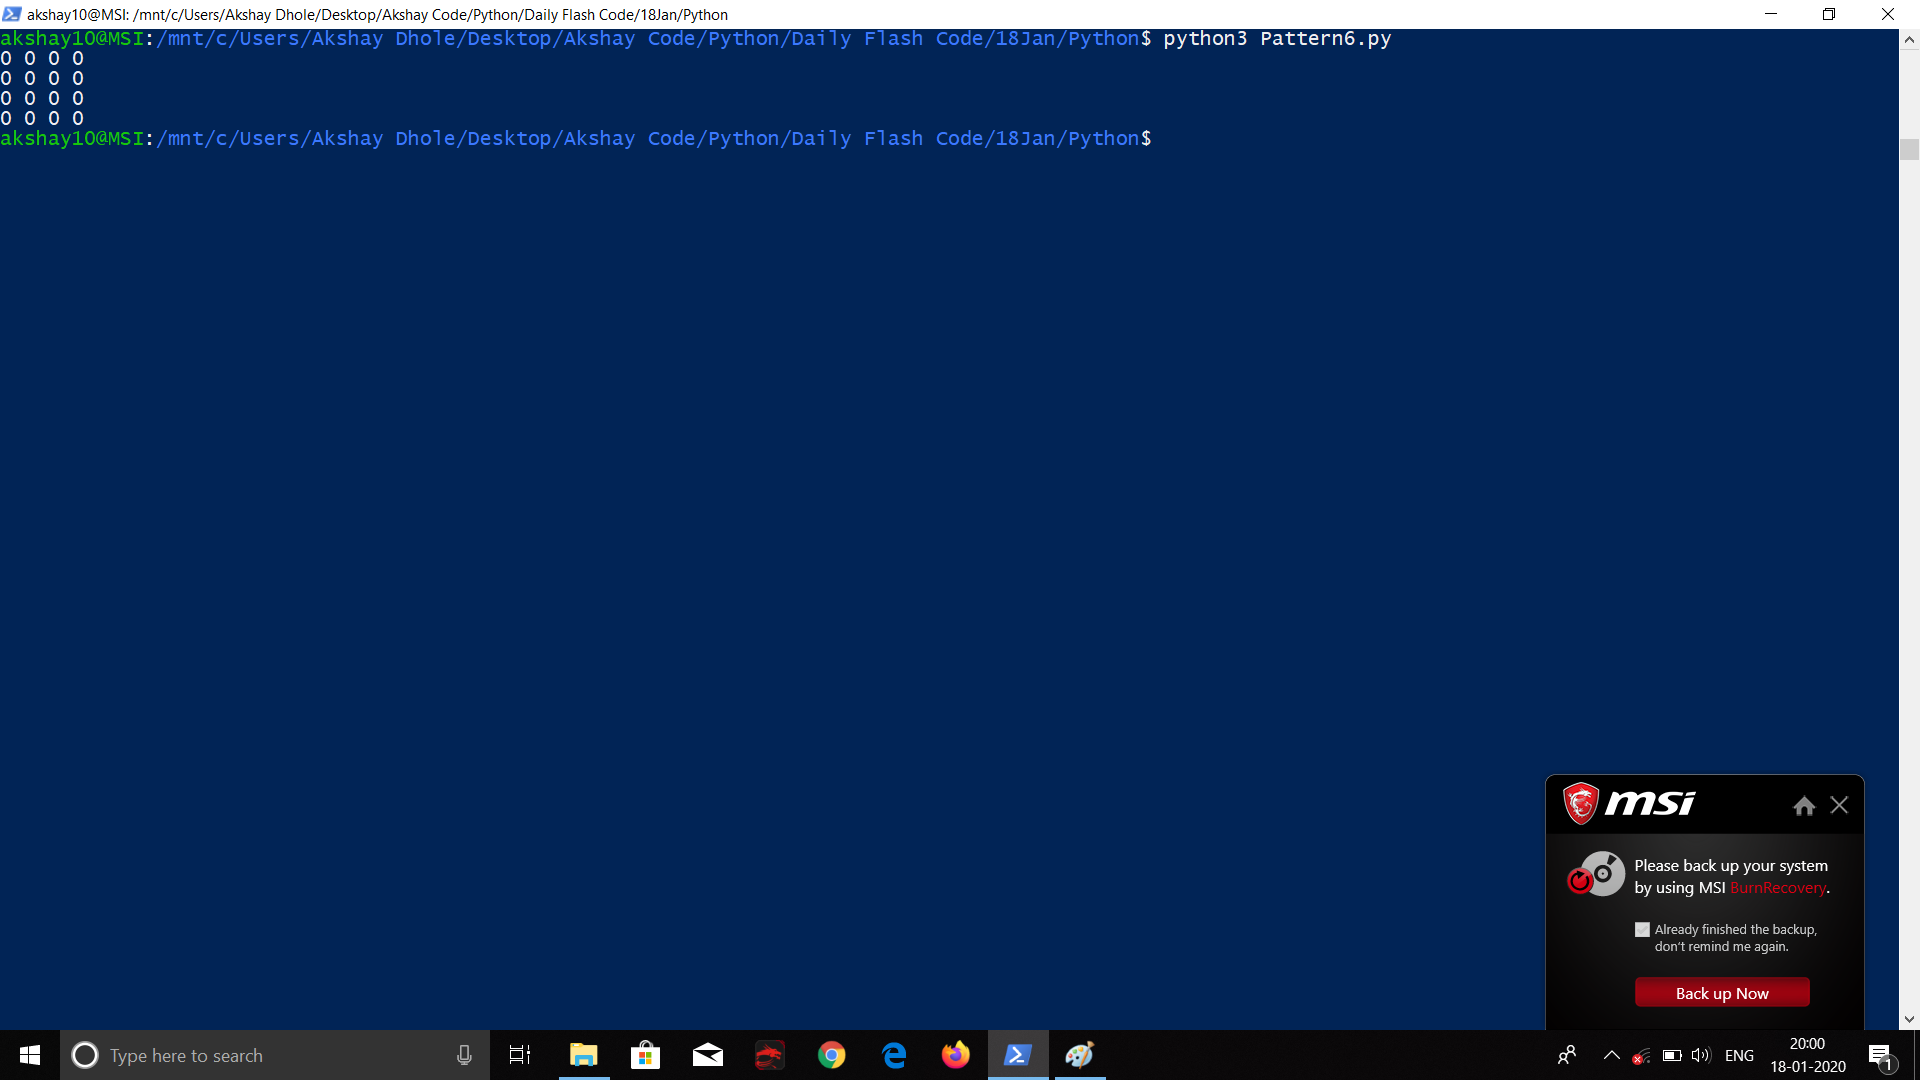 akshay10@MSI: /mnt/c/Users/Akshay Dhole/Desktop/Akshay Code/Python/Daily Flash Code/18Jan/Python
akshay10@MSI:/mnt/c/Users/Akshay Dhole/Desktop/Akshay Code/Python/Daily Flash Code/18Jan/Python$ python3 Pattern6.py
0 0 0 0
0 0 0 0
0 0 0 0
0 0 0 0
akshay10@MSI:/mnt/c/Users/Akshay Dhole/Desktop/Akshay Code/Python/Daily Flash Code/18Jan/Python$
msi
Please back up your system
by using MSI BurnRecovery.
Already finished the backup,
don't remind me again.
Back up Now
Type here to search
ENG
20:00
18-01-2020
1